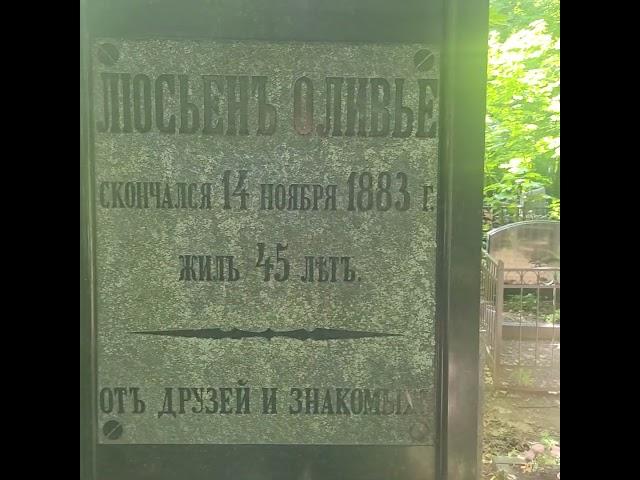 ЛЮСЬЕНЪ ОЛИВЬЕ
СКОНЧАЛСЯ 14 НОЯБРЯ 1883 Г.
ЖИЛЪ 45 ЛѢТЪ.
ОТЪ ДРУЗЕЙ И ЗНАКОМЫХЪ